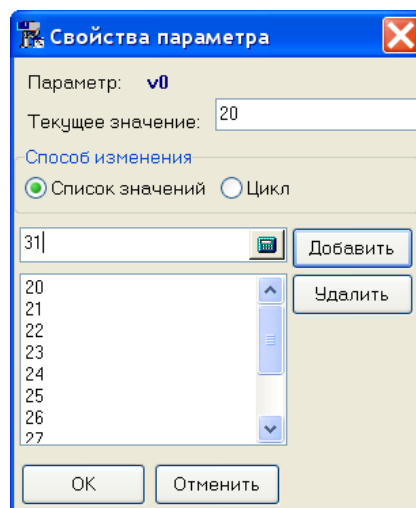 Свойства параметра
Параметр: v0
Текущее значение: 20
Способ изменения
Список значений Цикл
31
Добавить
20
Удалить
21
22
23
24
25
26
27
OK Отменить